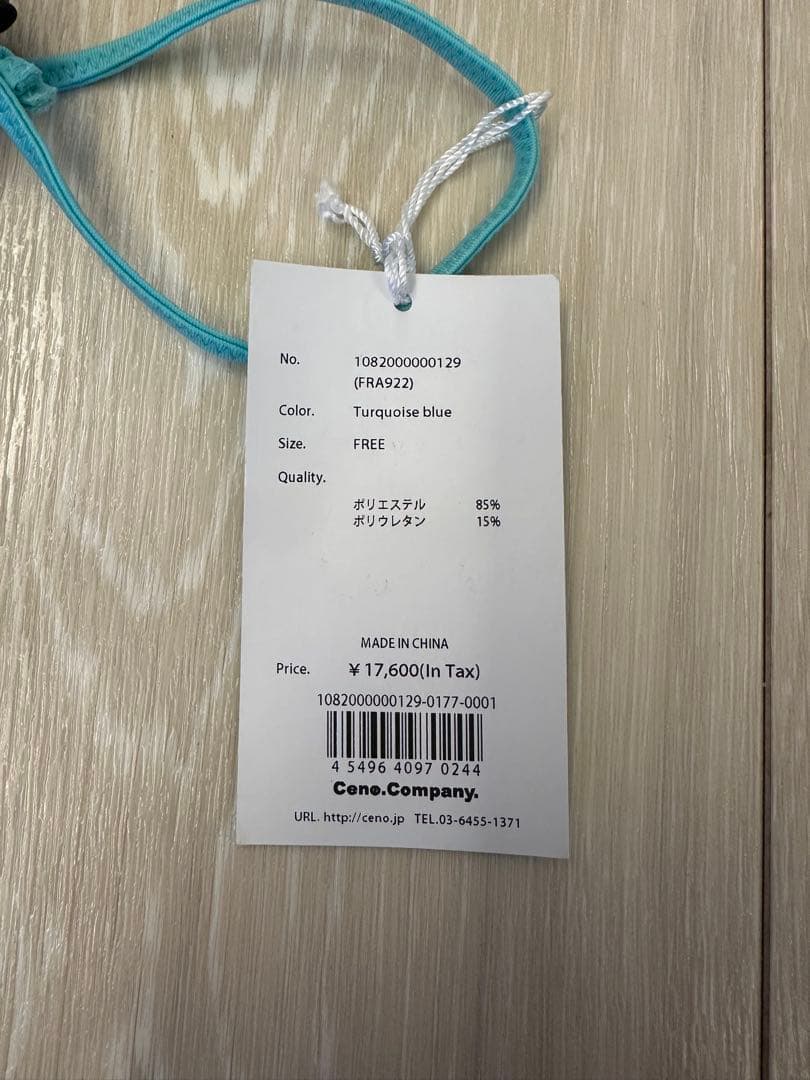 No. 1082000000129
(FRA922)
Color. Turquoise blue
Size. FREE
Quality.
ポリエステル 85%
ポリウレタン 15%
MADE IN CHINA
Price. ¥ 17,600(In Tax)
1082000000129-0177-0001
4 54964 0970244
Ceno.Company.
URL. http://ceno.jp TEL.03-6455-1371